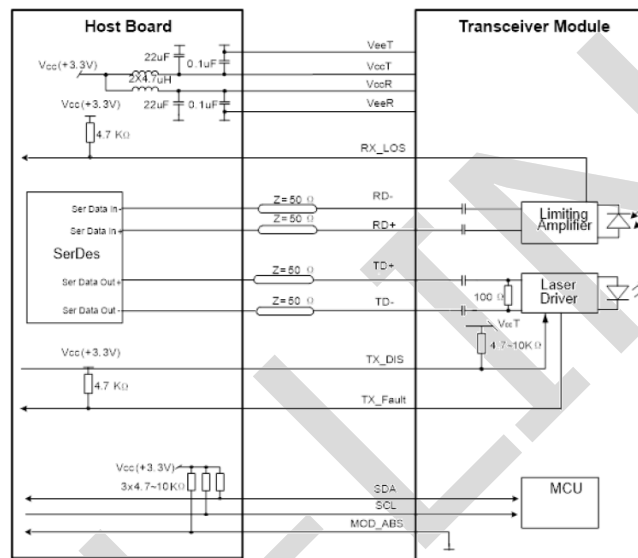 Host Board
Transceiver Module
VeeT
22uF
0.1uF
Vcc(+3.3V)
VccT
2X4.7uH
VccR
Vcc(+3.3V)
22uF
0.1uF
VeeR
4.7 KΩ
RX_LOS
Z= 50 Ω
RD-
Ser Data In -
Z= 50 Ω
Limiting
Amplifier
Ser Data In +
RD+
SerDes
Z= 50 Ω
TD+
Ser Data Out +
100 Ω
Laser
Driver
Z= 50 Ω
TD-
Ser Data Out -
VccT
4.7~10KΩ
Vcc(+3.3V)
TX_DIS
4.7 KΩ
TX_Fault
Vcc(+3.3V)
3x4.7~10KΩ
SDA
MCU
SCL
MOD_ABS